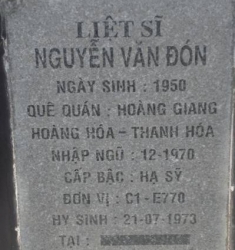 LIỆT SĨ
NGUYỄN VĂN ĐÓN
NGÀY SINH : 1950
QUÊ QUÁN : HOÀNG GIANG
HOẰNG HÓA - THANH HÓA
NHẬP NGŨ : 12-1970
CẤP BẬC : HẠ SỸ
ĐƠN VỊ : C1-E770
HY SINH : 21-07-1973
TẠI :